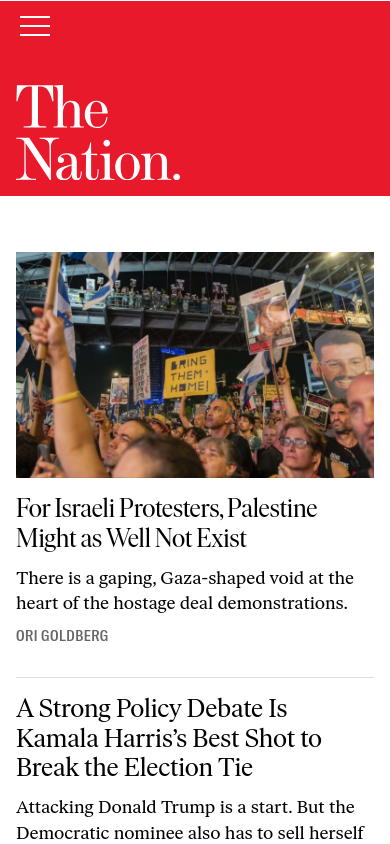 The
Nation.
BRING
THEM
HOME!
For Israeli Protesters, Palestine
Might as Well Not Exist
There is a gaping, Gaza-shaped void at the
heart of the hostage deal demonstrations.
ORI GOLDBERG
A Strong Policy Debate Is
Kamala Harris’s Best Shot to
Break the Election Tie
Attacking Donald Trump is a start. But the
Democratic nominee also has to sell herself